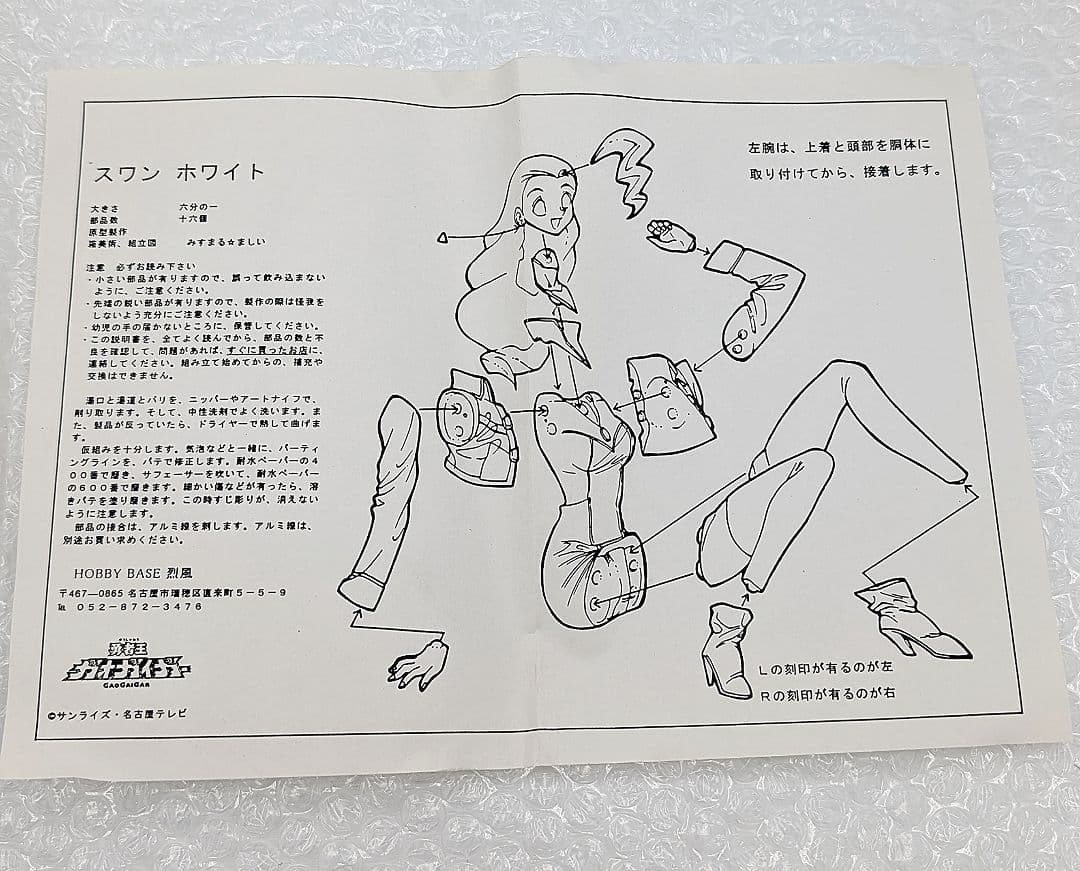 スワン ホワイト
大きさ 六分の一
部品数 十六個
原型製作
施美術、組立図 みすまる☆ましい
注意 必ずお読み下さい
・小さい部品が有りますので、誤って飲み込まない
ように、ご注意ください。
・先端の鋭い部品が有りますので、製作の際は怪我を
しないよう充分にご注意ください。
・幼児の手の届かないところに、保管してください。
・この説明書を、全てよく読んでから、部品の数と不
良を確認して、問題があれば、すぐに買ったお店に、
連絡してください。組み立て始めてからの、補充や
交換はできません。
湯口と湯道とバリを、ニッパーやアートナイフで、
削り取ります。そして、中性洗剤でよく洗います。ま
た、製品が反っていたら、ドライヤーで熱して曲げま
す。
仮組みを十分します。気泡などと一緒に、パーティ
ングラインを、パテで修正します。耐水ペーパーの4
00番で磨き、サフェーサーを吹いて、耐水ペーパー
の600番で磨きます。細かい傷などが有ったら、溶
きパテを塗り磨きます。この時すじ彫りが、消えない
ように注意します。
部品の接合は、アルミ線を刺します。アルミ線は、
別途お買い求めください。
HOBBY BASE 烈風
〒467―0865 名古屋市瑞穂区直来町5-5-9
℡ 052-872-3476
勇者王
ガオガイガー
GAOGAIGAR
©サンライズ・名古屋テレビ
左腕は、上着と頭部を胴体に
取り付けてから、接着します。
Lの刻印が有るのが左
Rの刻印が有るのが右